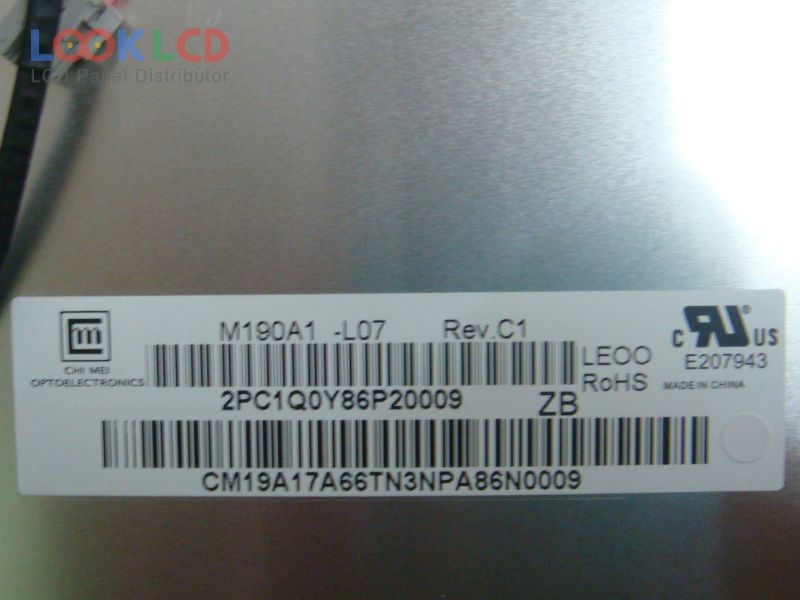 LOOKLCD
LCD Panel Distributor
CHI MEI
OPTOELECTRONICS
M190A1 -L07 Rev.C1
2PC1Q0Y86P20009
ZB
LEOO
RoHS
C RU ® US
E207943
MADE IN CHINA
CM19A17A66TN3NPA86N0009